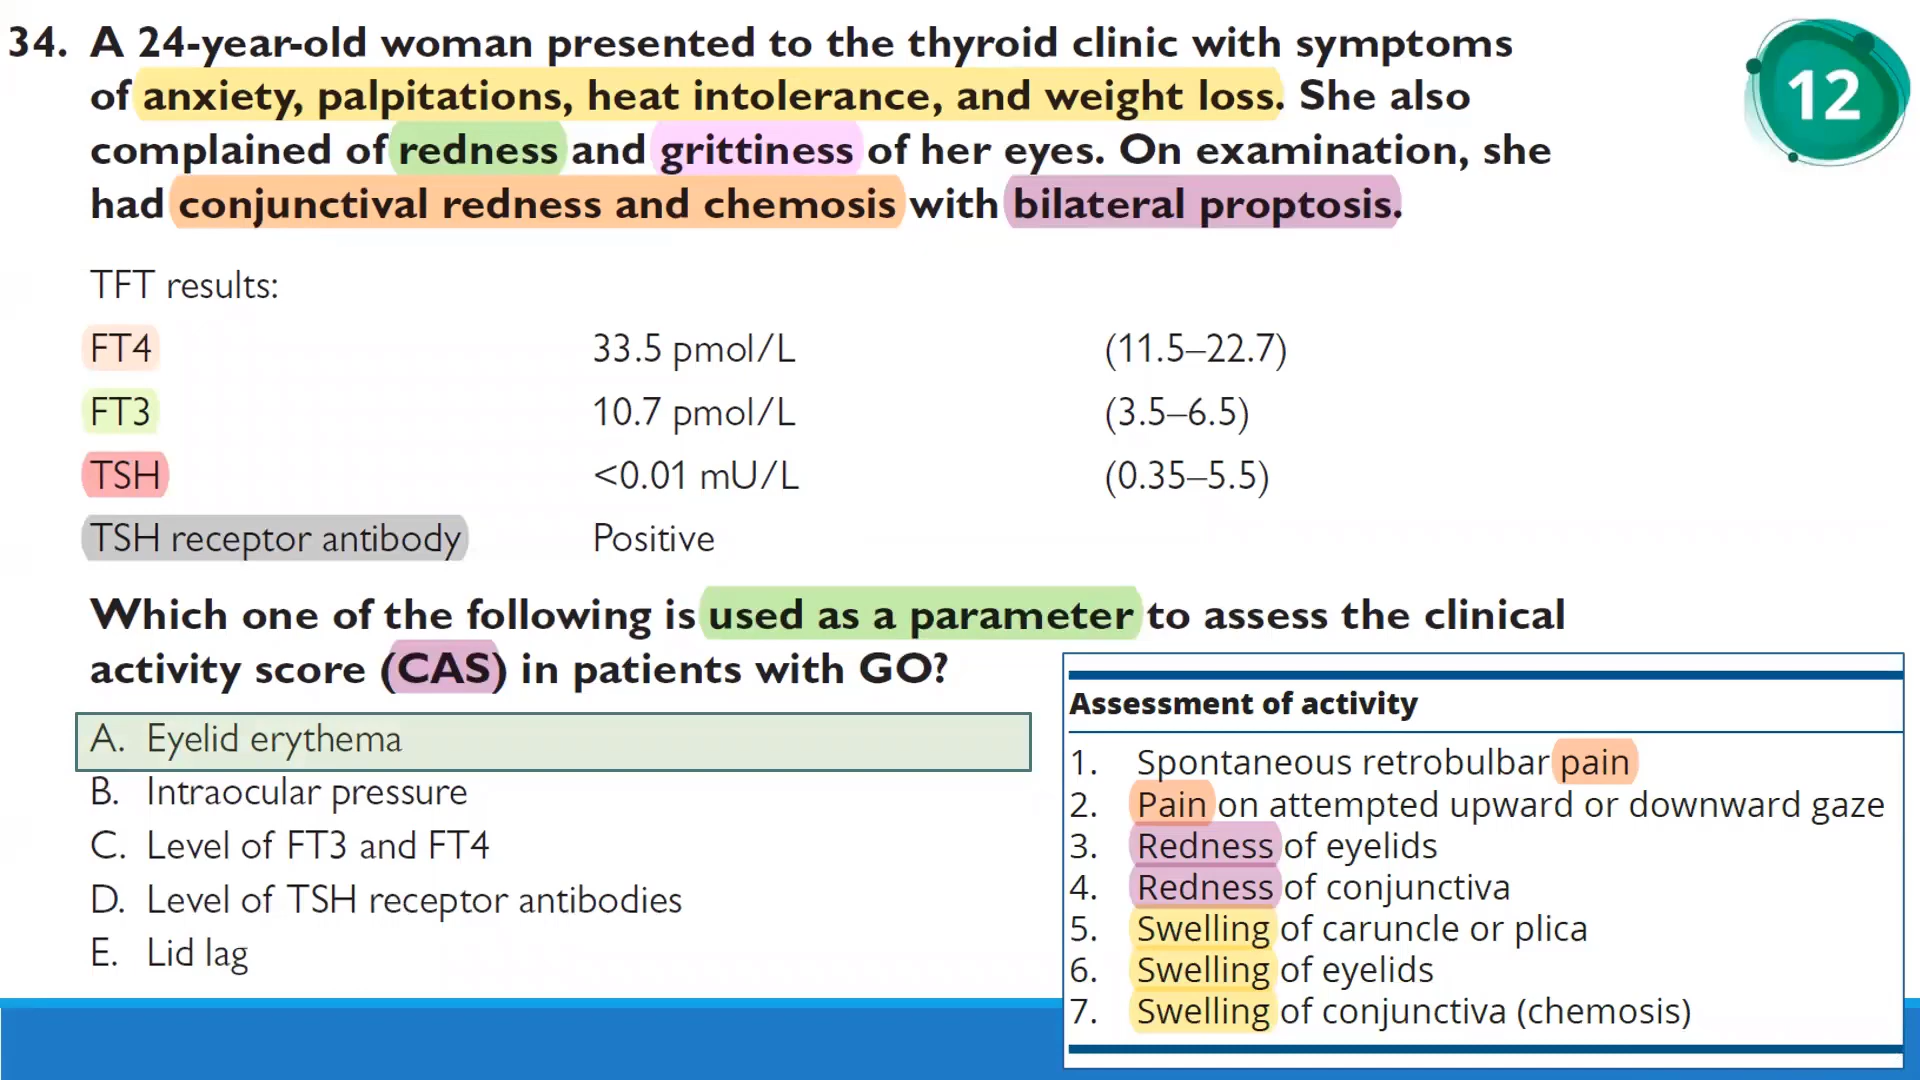 34. A 24-year-old woman presented to the thyroid clinic with symptoms
of anxiety, palpitations, heat intolerance, and weight loss. She also
complained of redness and grittiness of her eyes. On examination, she
had conjunctival redness and chemosis with bilateral proptosis.
12
TFT results:
FT4 33.5 pmol/L (11.5–22.7)
FT3 10.7 pmol/L (3.5–6.5)
TSH <0.01 mU/L (0.35–5.5)
TSH receptor antibody Positive
Which one of the following is used as a parameter to assess the clinical
activity score (CAS) in patients with GO?
A. Eyelid erythema
B. Intraocular pressure
C. Level of FT3 and FT4
D. Level of TSH receptor antibodies
E. Lid lag
Assessment of activity
1. Spontaneous retrobulbar pain
2. Pain on attempted upward or downward gaze
3. Redness of eyelids
4. Redness of conjunctiva
5. Swelling of caruncle or plica
6. Swelling of eyelids
7. Swelling of conjunctiva (chemosis)